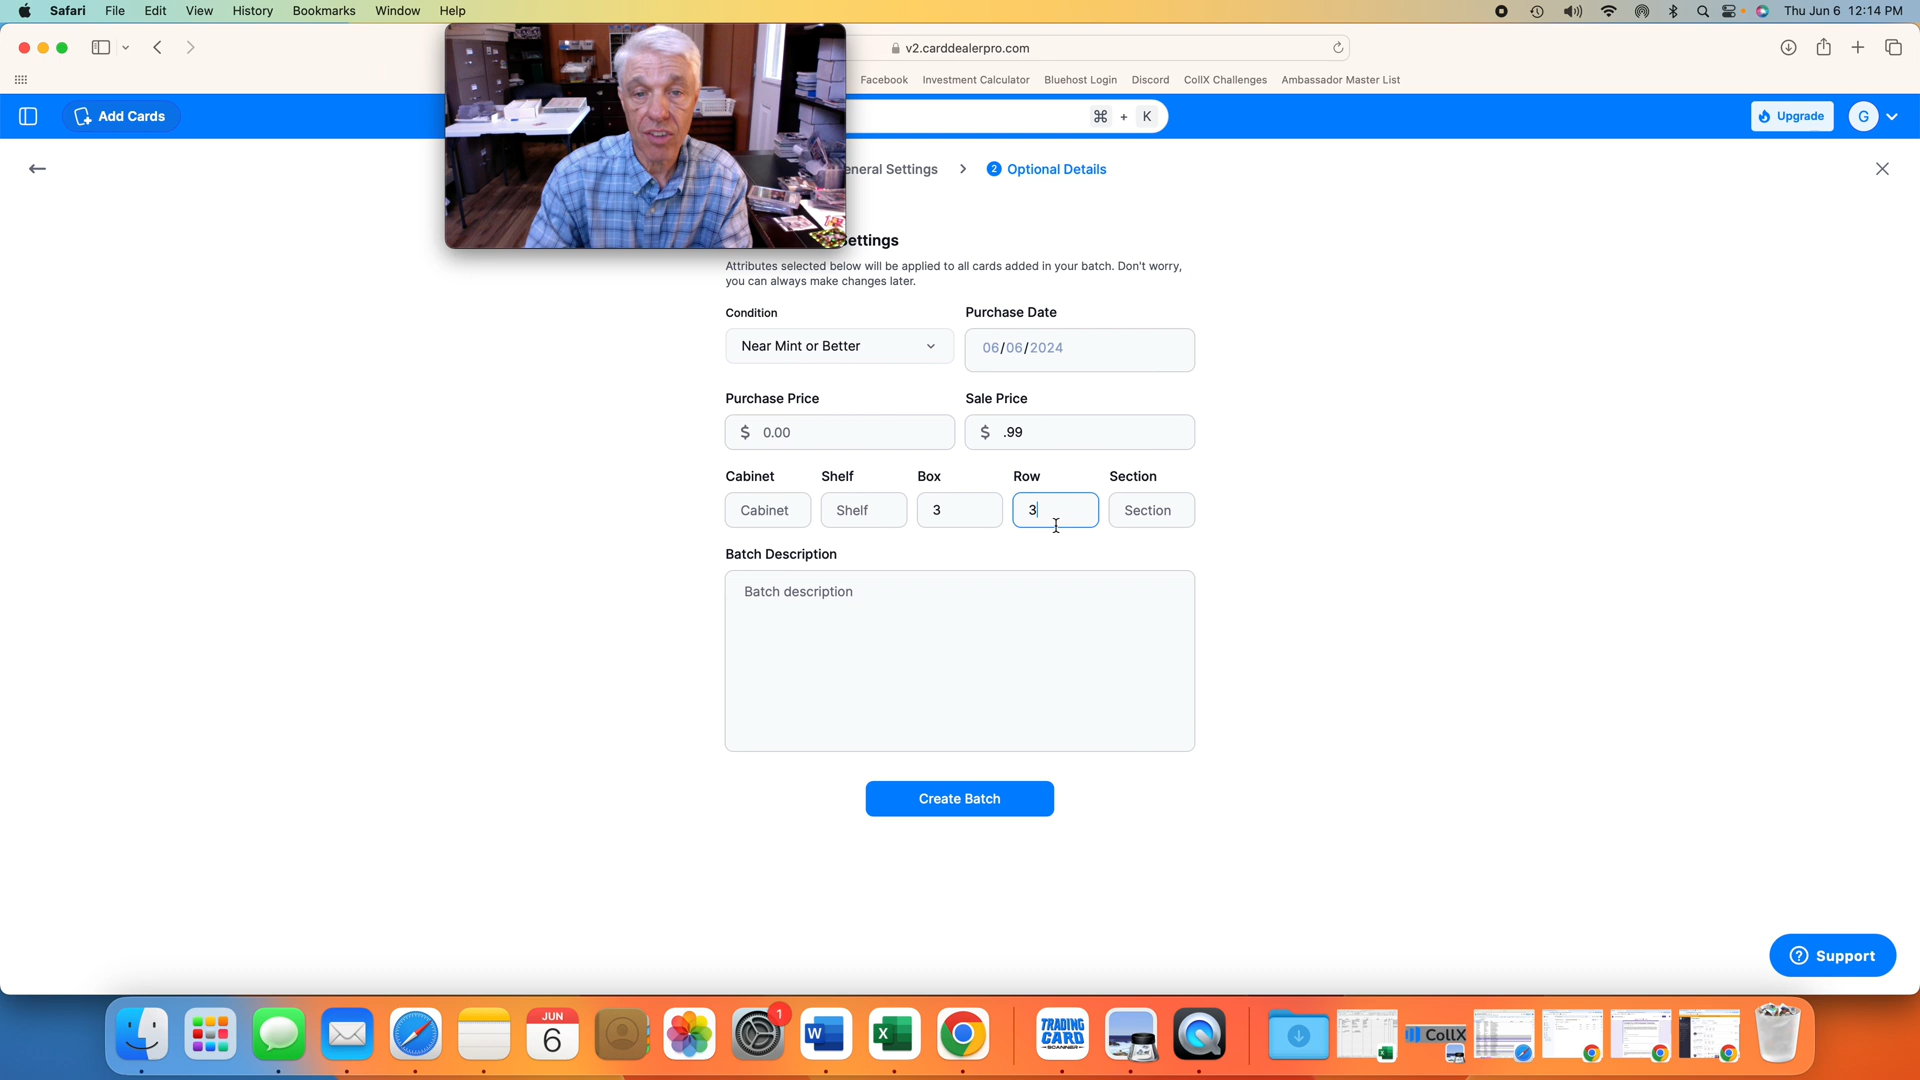 Safari File Edit View History Bookmarks Window Help Thu Jun 6 12:14 PM
v2.carddealerpro.com
Facebook Investment Calculator Bluehost Login Discord CollX Challenges Ambassador Master List
Add Cards ⌘ + K Upgrade G
eneral Settings > 2 Optional Details
ettings
Attributes selected below will be applied to all cards added in your batch. Don't worry,
you can always make changes later.
Condition Purchase Date
Near Mint or Better 06/06/2024
Purchase Price Sale Price
$ 0.00 $ .99
Cabinet Shelf Box Row Section
Cabinet Shelf 3 3 Section
Batch Description
Batch description
Create Batch
? Support
1
JUN
6
W
X
TRADING
CARD
SCANNER
CollX